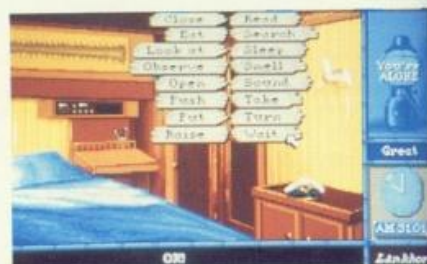 Close Read
Eat Search
Look at Sleep
Observe Smell
Open Sound
Push Take
Put Turn
Raise Wait
You're
ALONE
Great